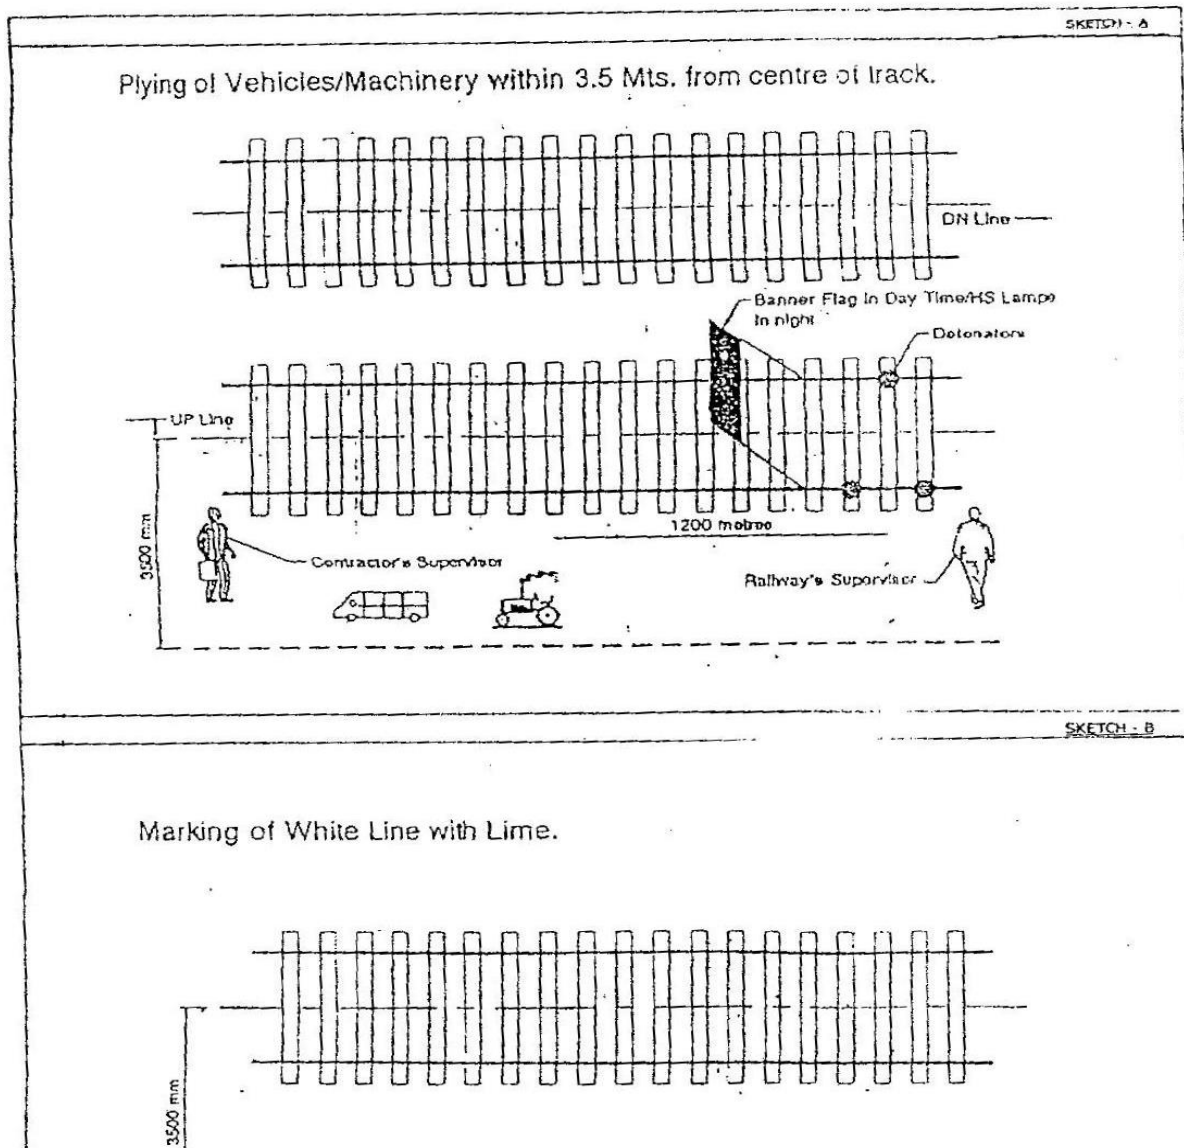 SKETCH - A
Plying of Vehicles/Machinery within 3.5 Mts. from centre of track.
DN Line
Banner Flag In Day Time/HS Lamps
In night
Detonators
UP Line
3500 mm
1200 metres
Contractor's Supervisor
Railway's Supervisor
SKETCH - B
Marking of White Line with Lime.
3500 mm